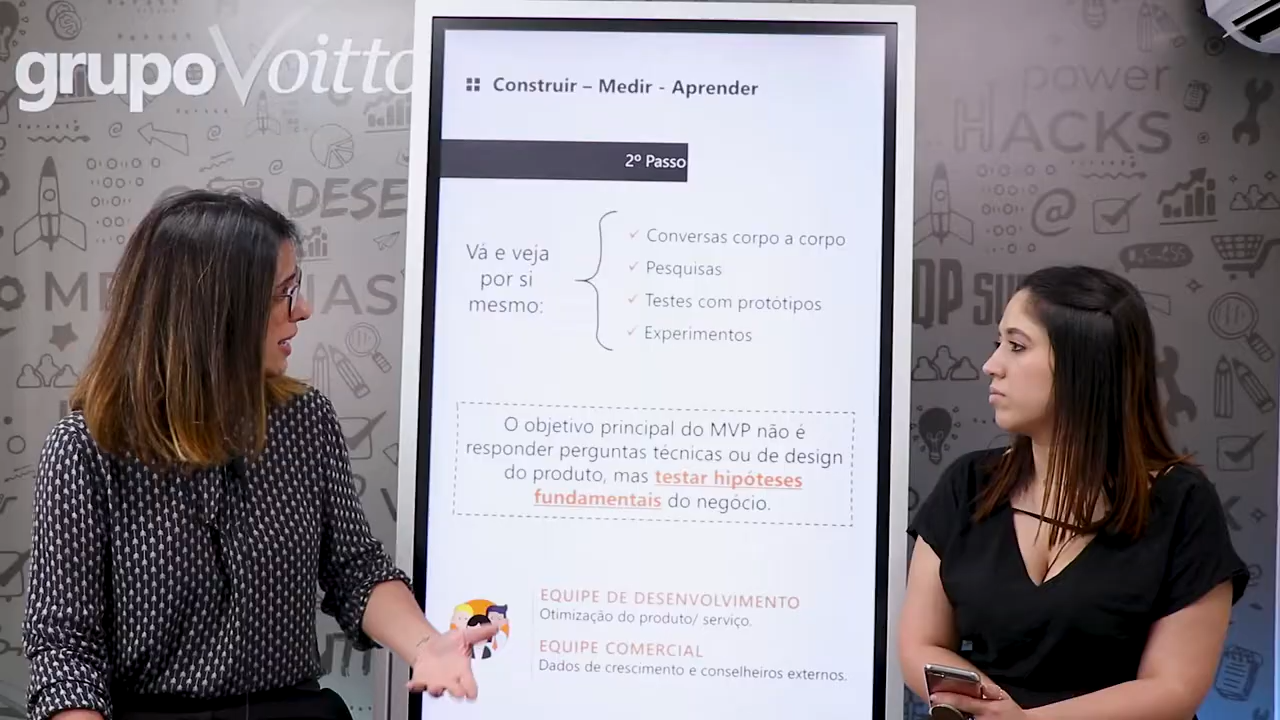 grupoVoitto
power
HACKS
Construir – Medir - Aprender
2º Passo
DESE
Vá e veja
por si
mesmo:
Conversas corpo a corpo
Pesquisas
Testes com protótipos
Experimentos
O objetivo principal do MVP não é
responder perguntas técnicas ou de design
do produto, mas testar hipóteses
fundamentais do negócio.
EQUIPE DE DESENVOLVIMENTO
Otimização do produto/ serviço.
EQUIPE COMERCIAL
Dados de crescimento e conselheiros externos.